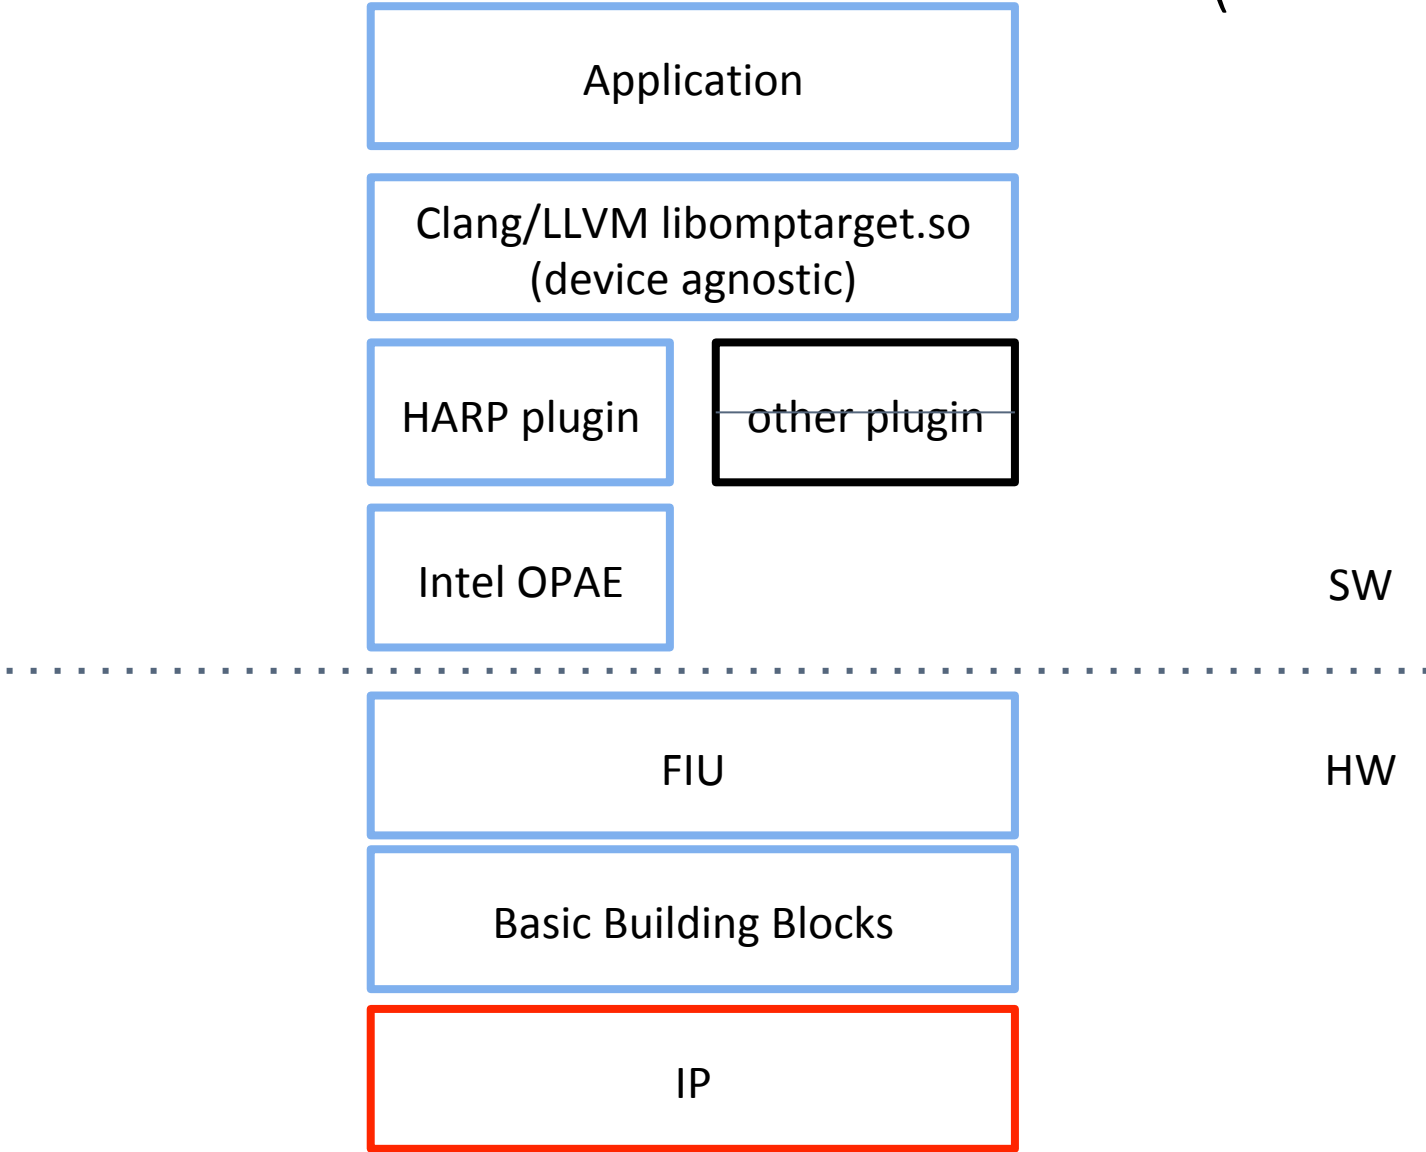 Application
Clang/LLVM libomptarget.so
(device agnostic)
HARP plugin
other plugin
Intel OPAE
SW
FIU
HW
Basic Building Blocks
IP